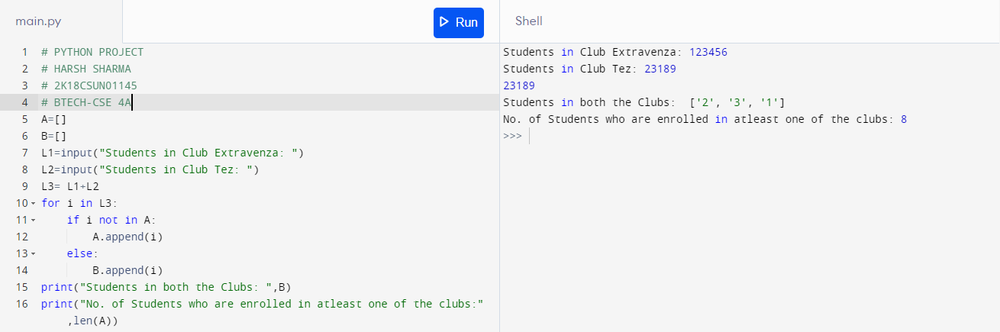 main.py
Run
1 # PYTHON PROJECT
2 # HARSH SHARMA
3 # 2K18CSUN01145
4 # BTECH-CSE 4A
5 A=[]
6 B=[]
7 L1=input("Students in Club Extravenza: ")
8 L2=input("Students in Club Tez: ")
9 L3= L1+L2
10 for i in L3:
11     if i not in A:
12         A.append(i)
13     else:
14         B.append(i)
15 print("Students in both the Clubs: ",B)
16 print("No. of Students who are enrolled in atleast one of the clubs:"
    ,len(A))
Shell
Students in Club Extravenza: 123456
Students in Club Tez: 23189
23189
Students in both the Clubs:  ['2', '3', '1']
No. of Students who are enrolled in atleast one of the clubs: 8
>>>